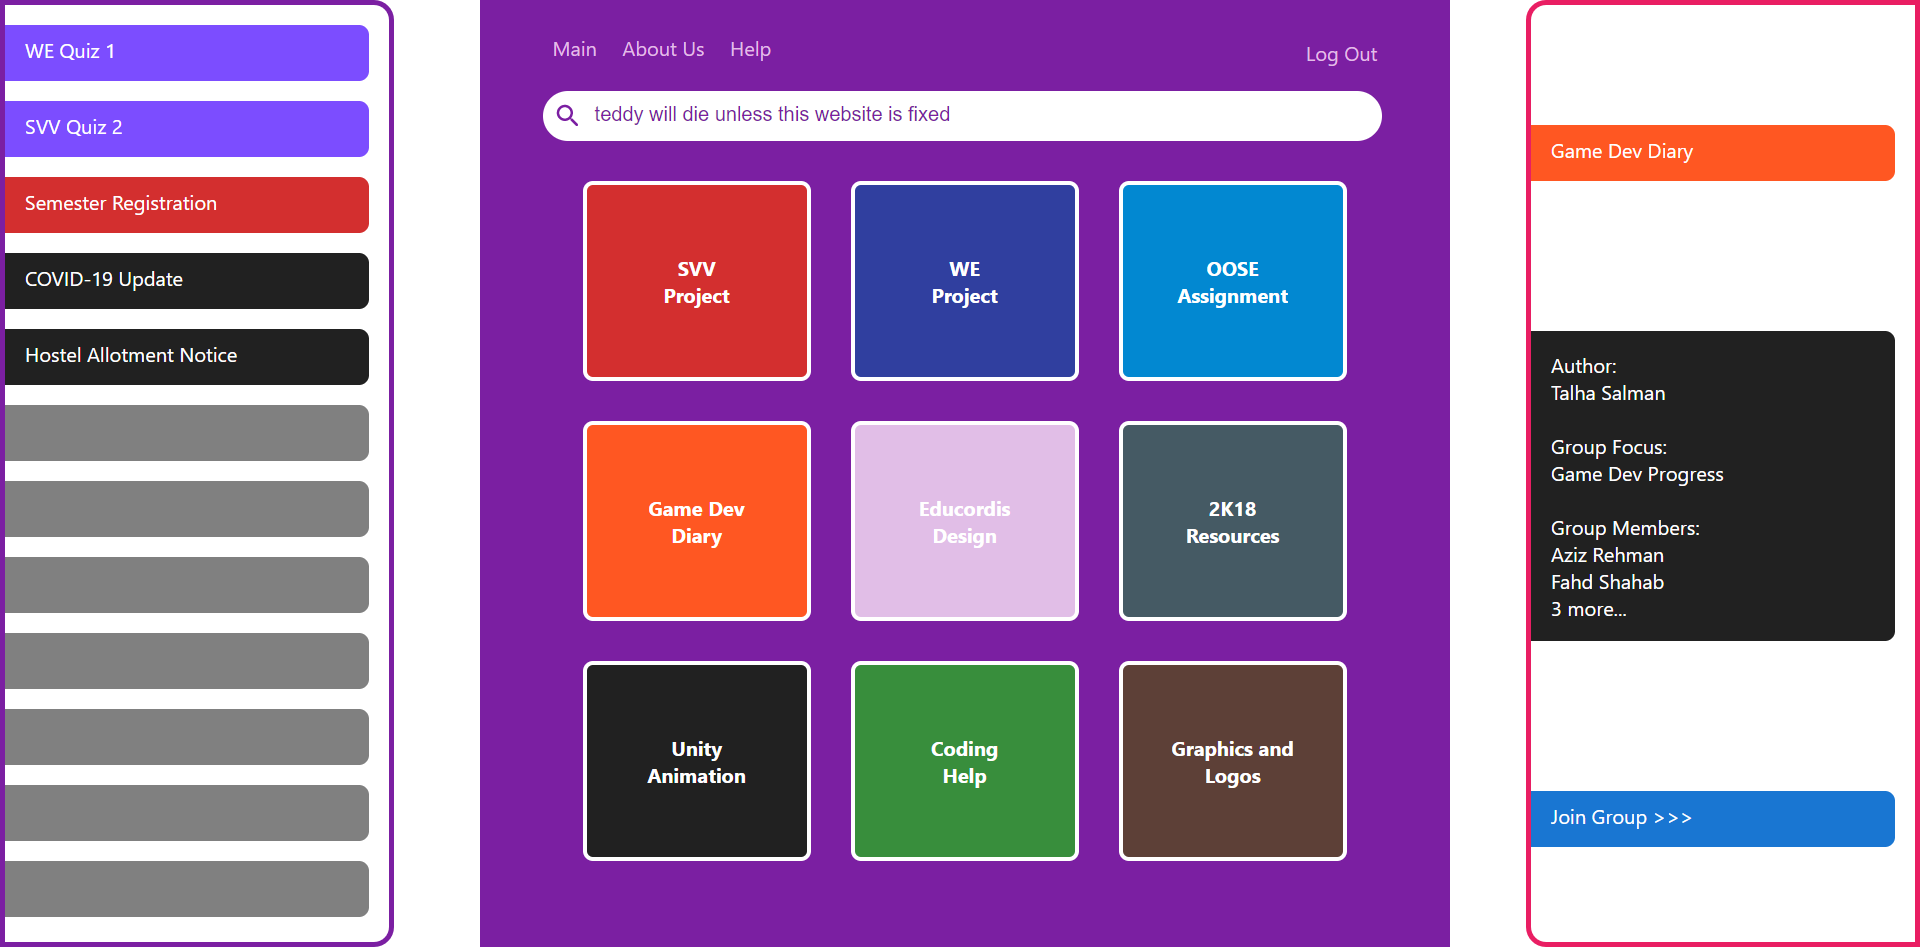 WE Quiz 1
SVV Quiz 2
Semester Registration
COVID-19 Update
Hostel Allotment Notice
Main
About Us
Help
Log Out
teddy will die unless this website is fixed
SVV
Project
WE
Project
OOSE
Assignment
Game Dev
Diary
Educordis
Design
2K18
Resources
Unity
Animation
Coding
Help
Graphics and
Logos
Game Dev Diary
Author:
Talha Salman
Group Focus:
Game Dev Progress
Group Members:
Aziz Rehman
Fahd Shahab
3 more...
Join Group >>>